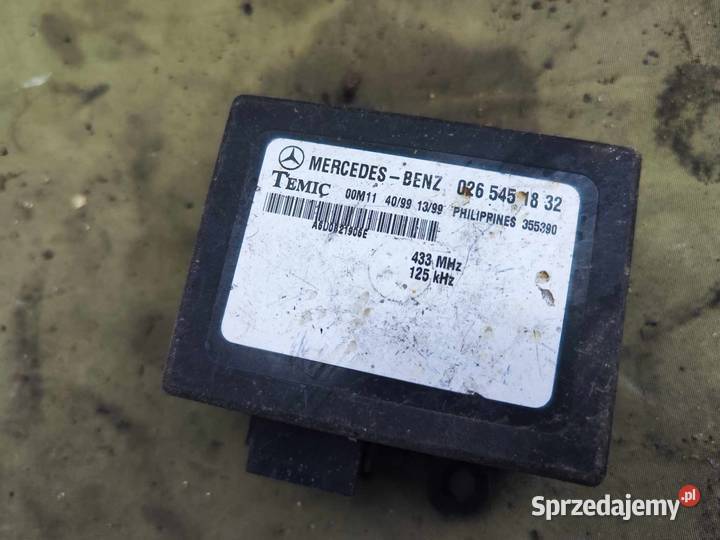 MERCEDES-BENZ 026 545 18 32
TEMIC 00M11 40/99 13/99 PHILIPPINES 355390
433 MHz
125 kHz
Sprzedajemy.pl